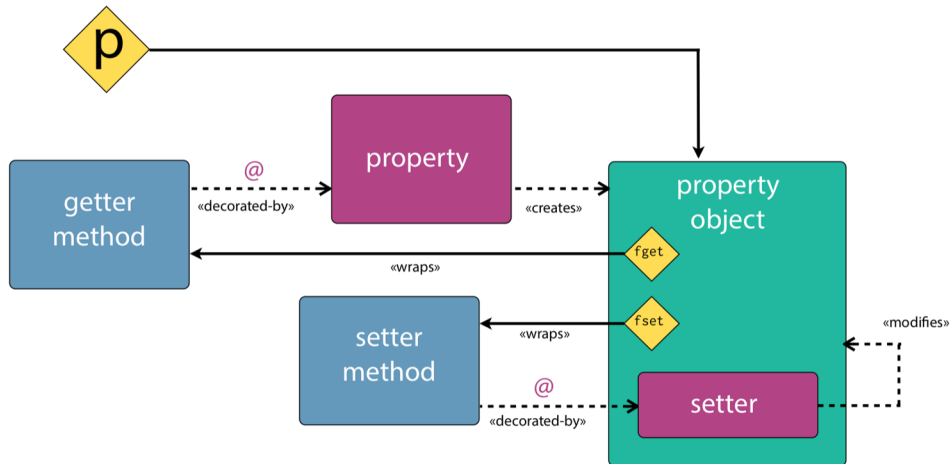 p
property
@
«decorated-by»
getter
method
«creates»
property
object
fget
«wraps»
fset
«wraps»
setter
method
«modifies»
@
«decorated-by»
setter